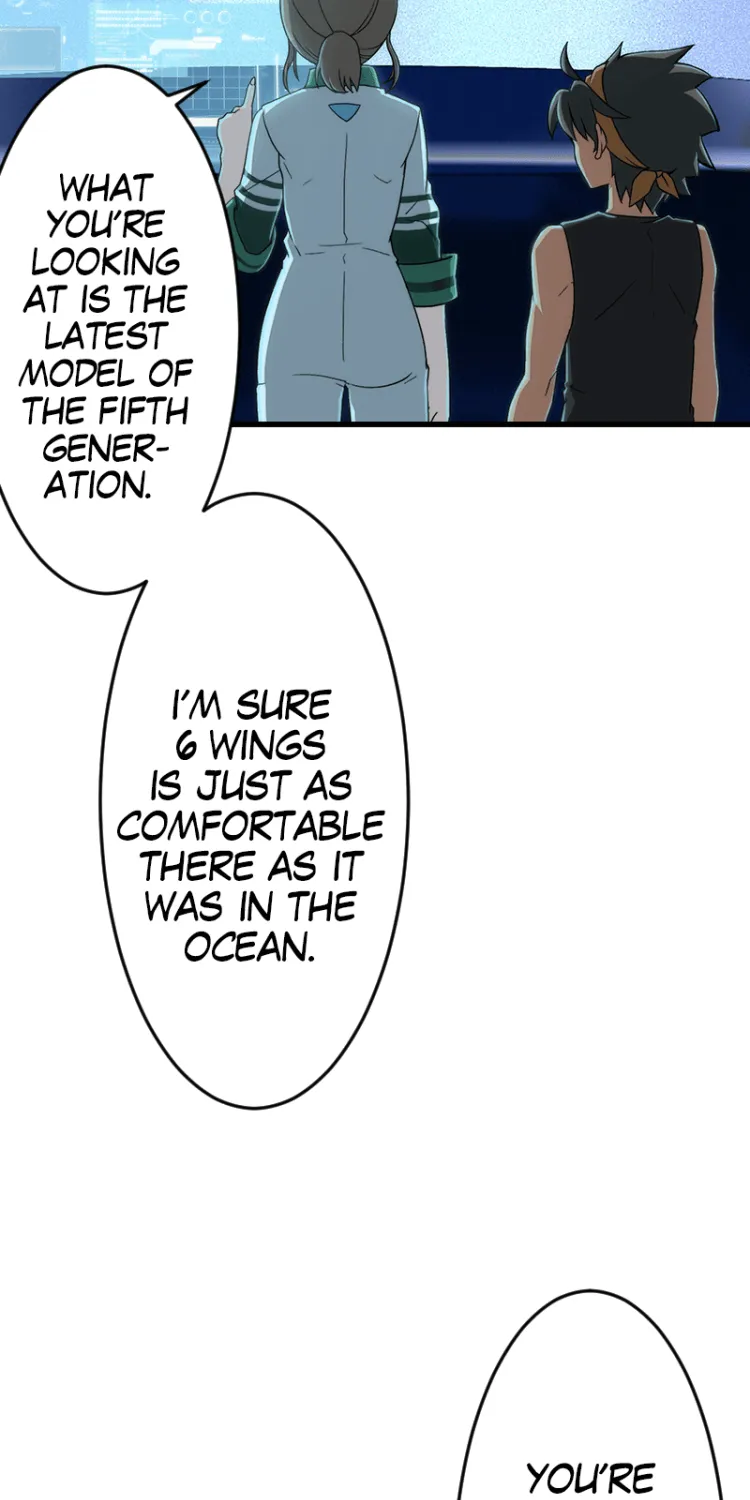 WHAT
YOU'RE
LOOKING
AT IS THE
LATEST
MODEL OF
THE FIFTH
GENER-
ATION.
I'M SURE
6 WINGS
IS JUST AS
COMFORTABLE
THERE AS IT
WAS IN THE
OCEAN.
YOU'RE